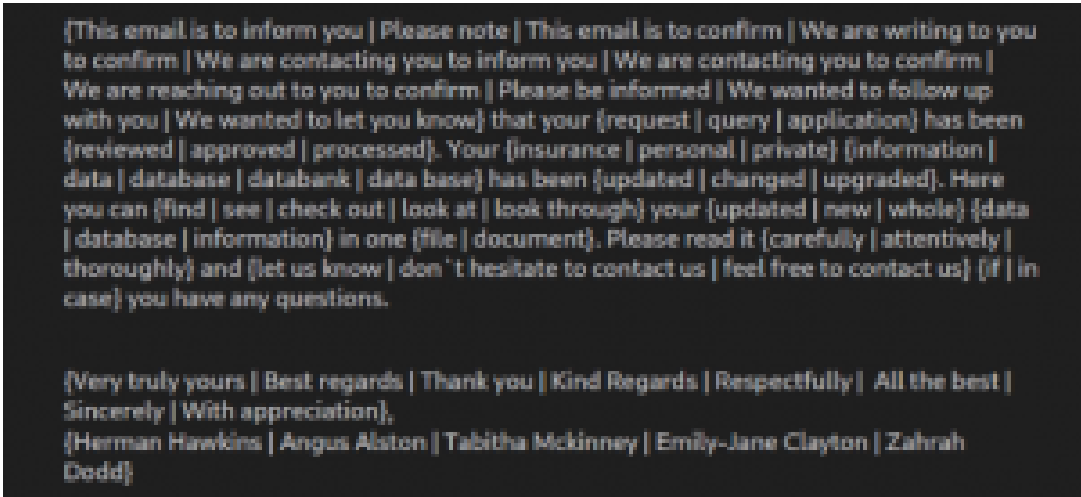 {This email is to inform you | Please note | This email is to confirm | We are writing to you
to confirm | We are contacting you to inform you | We are contacting you to confirm |
We are reaching out to you to confirm | Please be informed | We wanted to follow up
with you | We wanted to let you know} that your {request | query | application} has been
{reviewed | approved | processed}. Your {insurance | personal | private} {information |
data | database | databank | data base} has been {updated | changed | upgraded}. Here
you can {find | see | check out | look at | look through} your {updated | new | whole} {data
| database | information} in one {file | document}. Please read it {carefully | attentively |
thoroughly} and {let us know | don`t hesitate to contact us | feel free to contact us} {if | in
case} you have any questions.
{Very truly yours | Best regards | Thank you | Kind Regards | Respectfully | All the best |
Sincerely | With appreciation},
{Herman Hawkins | Angus Alston | Tabitha Mckinney | Emily-Jane Clayton | Zahrah
Dodd}